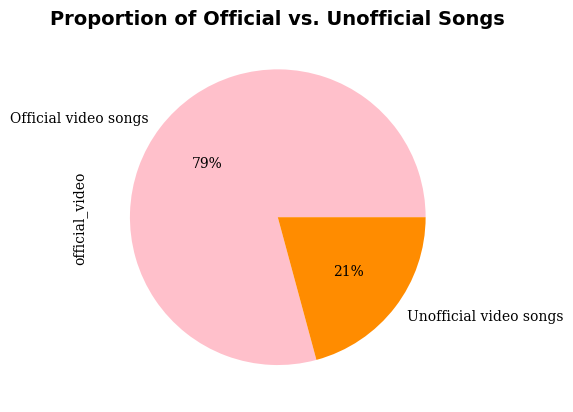 Proportion of Official vs. Unofficial Songs
Official video songs
79%
official_video
21%
Unofficial video songs